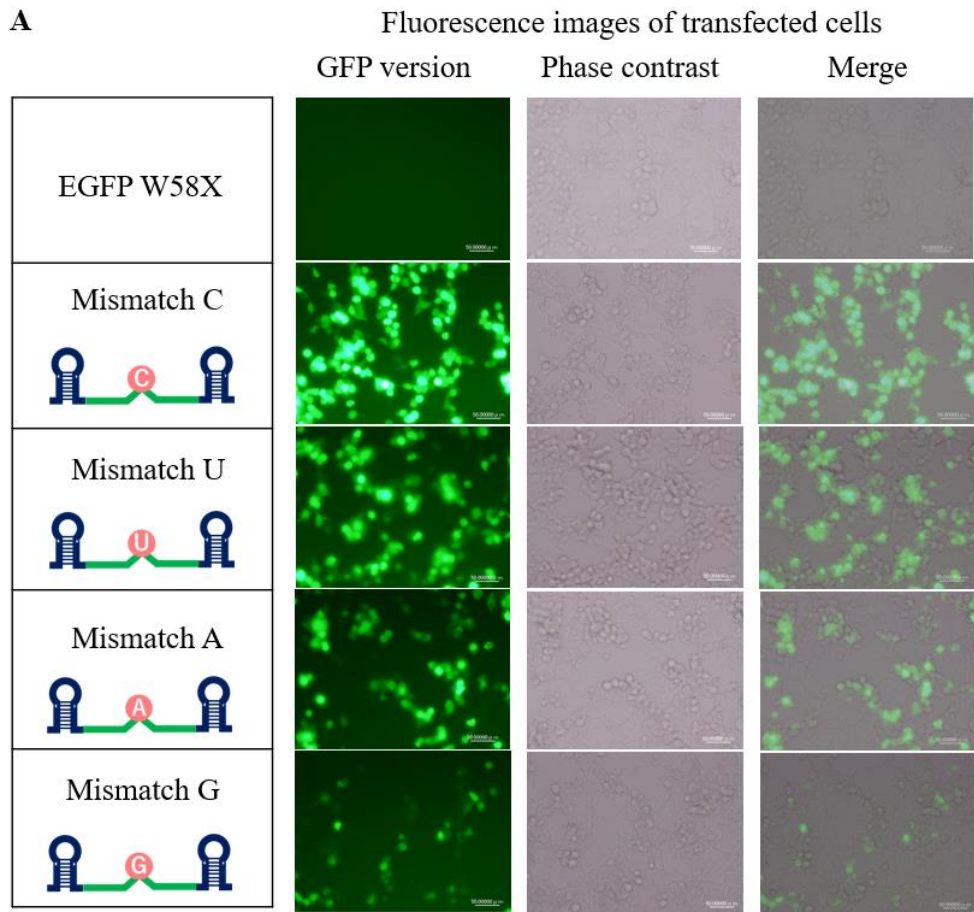 A
Fluorescence images of transfected cells
GFP version
Phase contrast
Merge
EGFP W58X
Mismatch C
C
Mismatch U
U
Mismatch A
A
Mismatch G
G